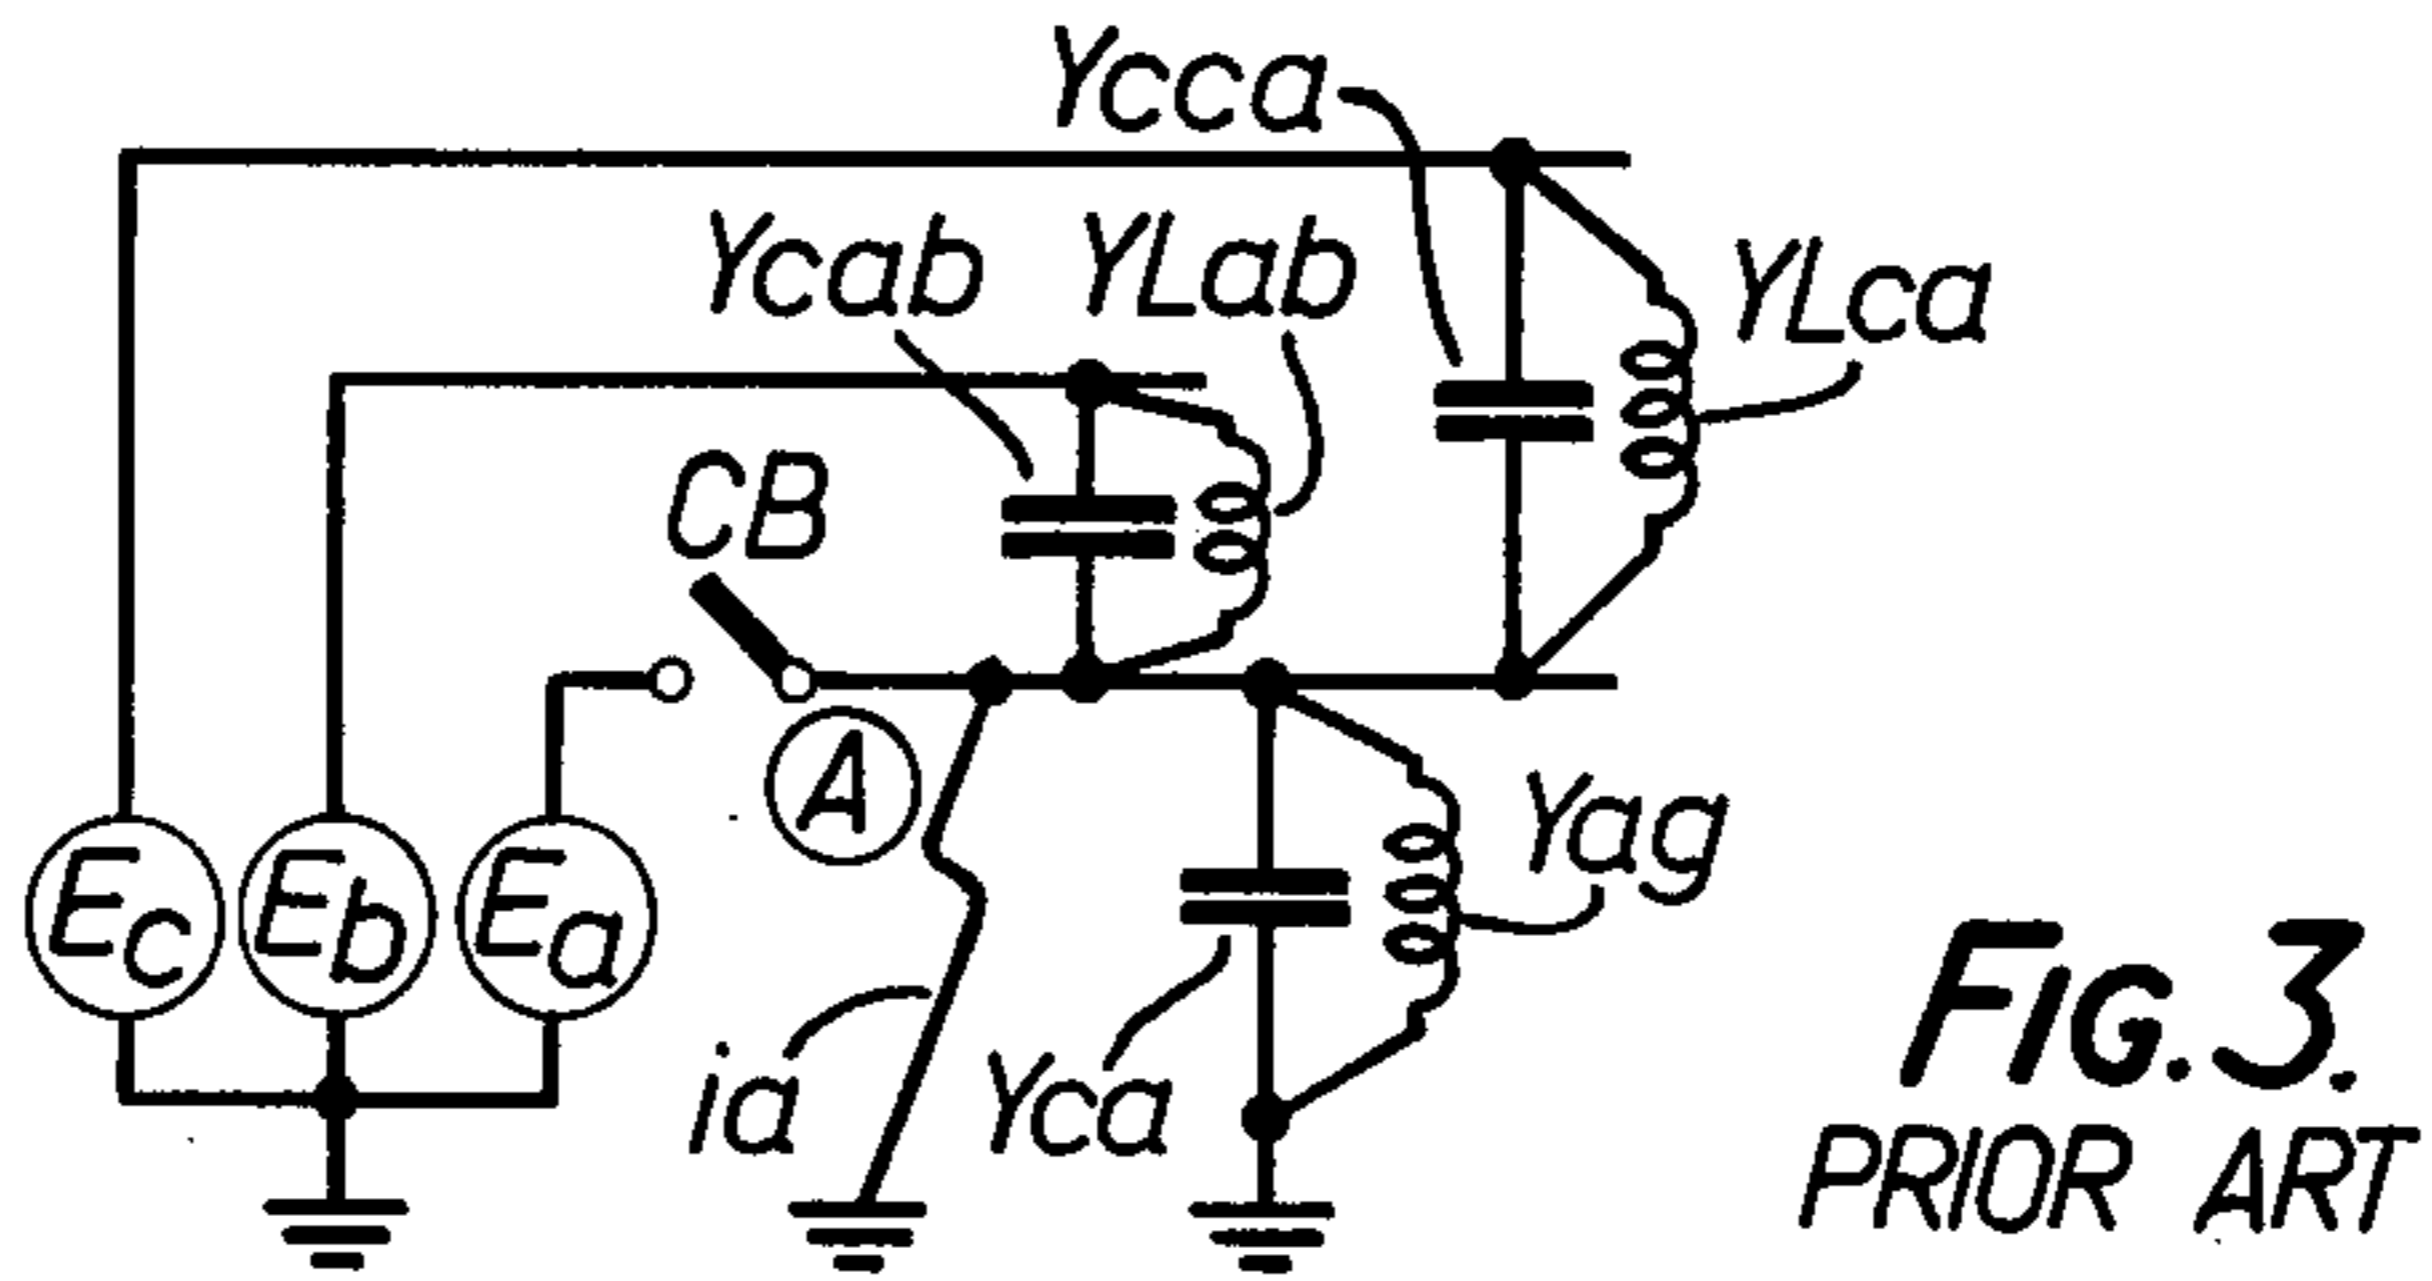 Ycca
Ycab YLab
YLca
CB
A
Ec Eb Ea
Yag
ia
Yca
FIG.3.
PRIOR ART